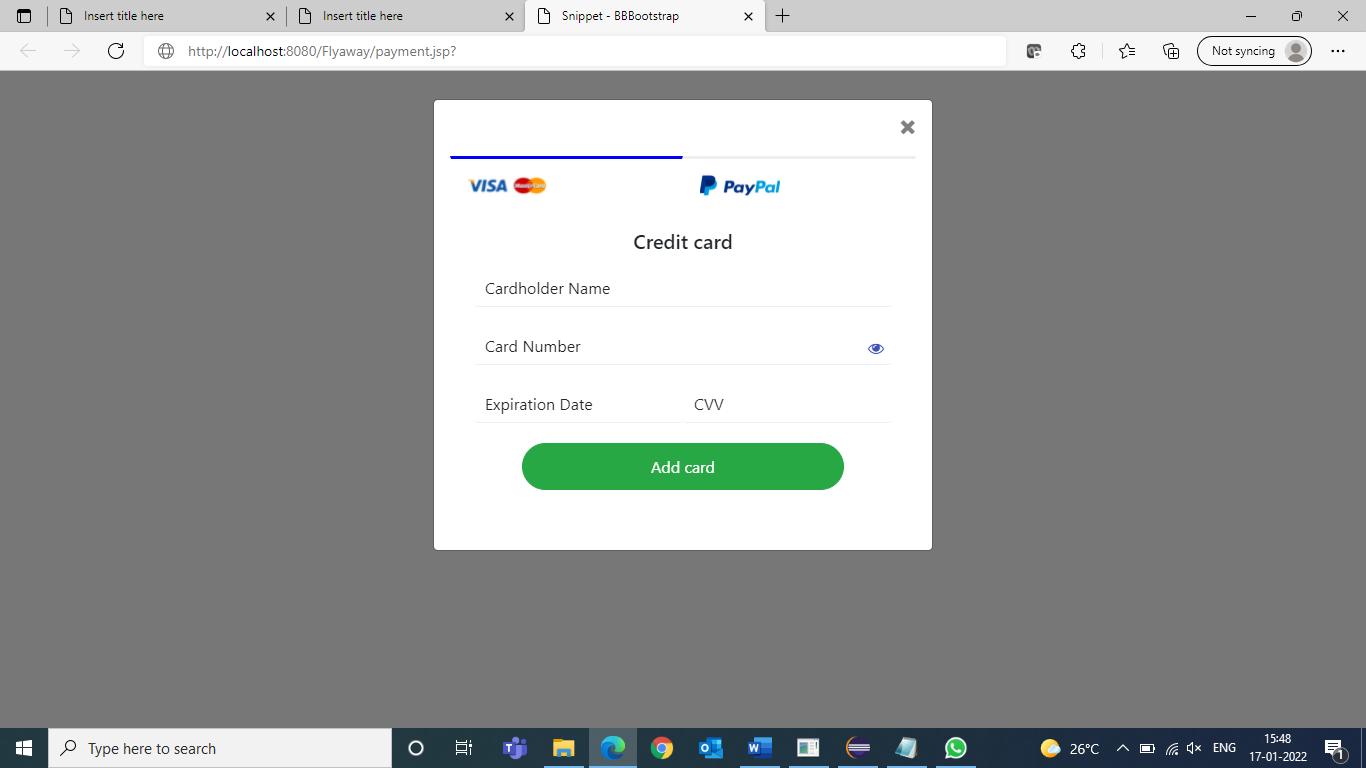 Insert title here
Insert title here
Snippet - BBBootstrap
http://localhost:8080/Flyaway/payment.jsp?
Not syncing
VISA MasterCard
PayPal
Credit card
Cardholder Name
Card Number
Expiration Date
CVV
Add card
Type here to search
26°C
ENG
15:48
17-01-2022
1